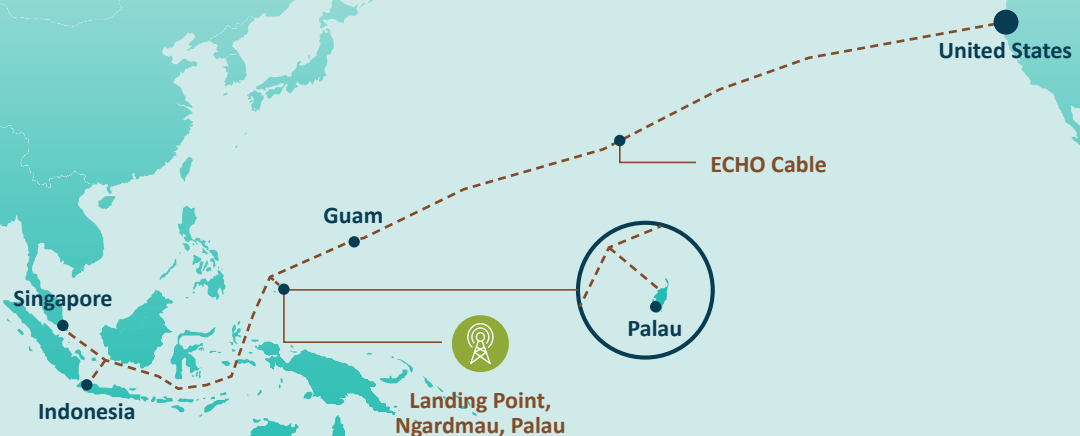 United States
ECHO Cable
Guam
Singapore
Palau
Indonesia
Landing Point,
Ngardmau, Palau